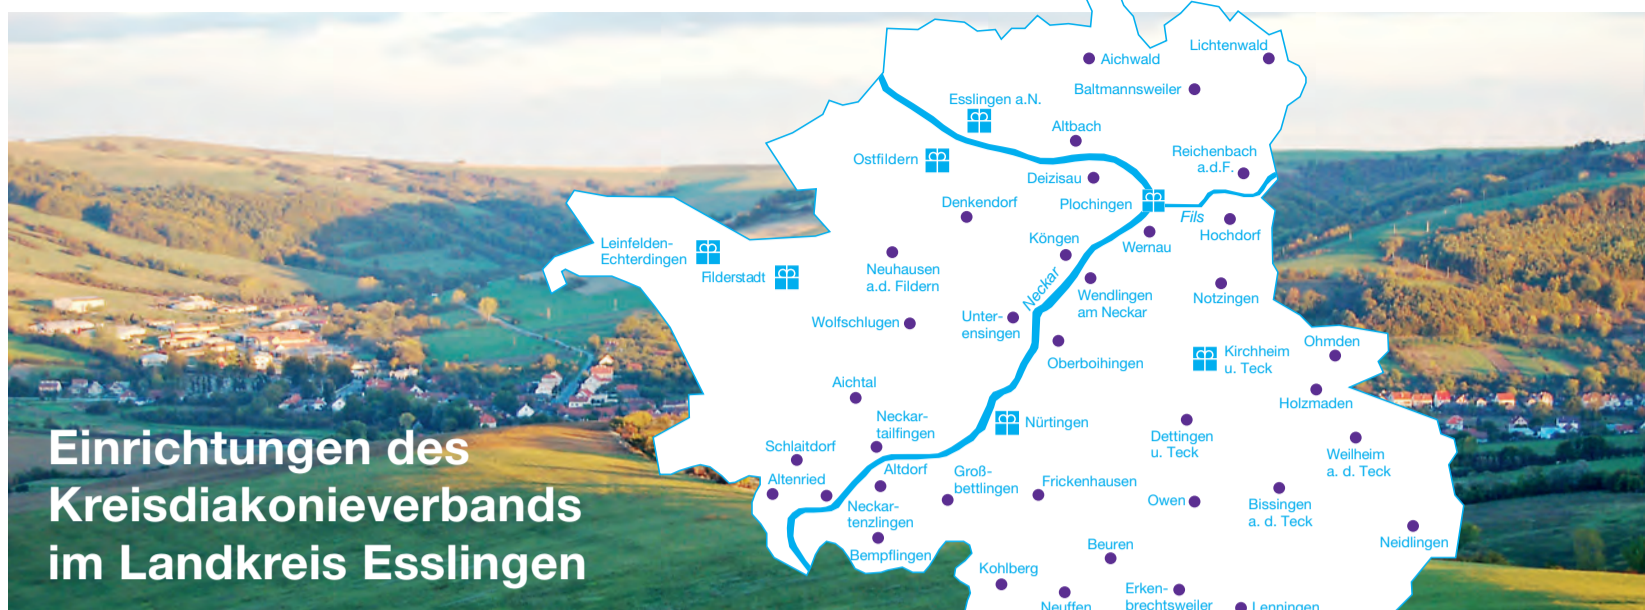 Lichtenwald
Aichwald
Baltmannsweiler
Esslingen a.N.
Altbach
Ostfildern
Reichenbach
a.d.F.
Deizisau
Denkendorf
Plochingen
Fils
Hochdorf
Wernau
Köngen
Leinfelden-
Echterdingen
Filderstadt
Neuhausen
a.d. Fildern
Neckar
Wendlingen
am Neckar
Notzingen
Wolfschlugen
Unter-
ensingen
Oberboihingen
Ohmden
Kirchheim
u. Teck
Holzmaden
Aichtal
Neckar-
tailfingen
Nürtingen
Dettingen
u. Teck
Weilheim
a. d. Teck
Schlaitdorf
Altdorf
Altenried
Groß-
bettlingen
Frickenhausen
Owen
Bissingen
a. d. Teck
Neckar-
tenzlingen
Neidlingen
Bempflingen
Beuren
Kohlberg
Erken-
brechtsweiler
Neuffen
Lenningen
Einrichtungen des
Kreisdiakonieverbands
im Landkreis Esslingen